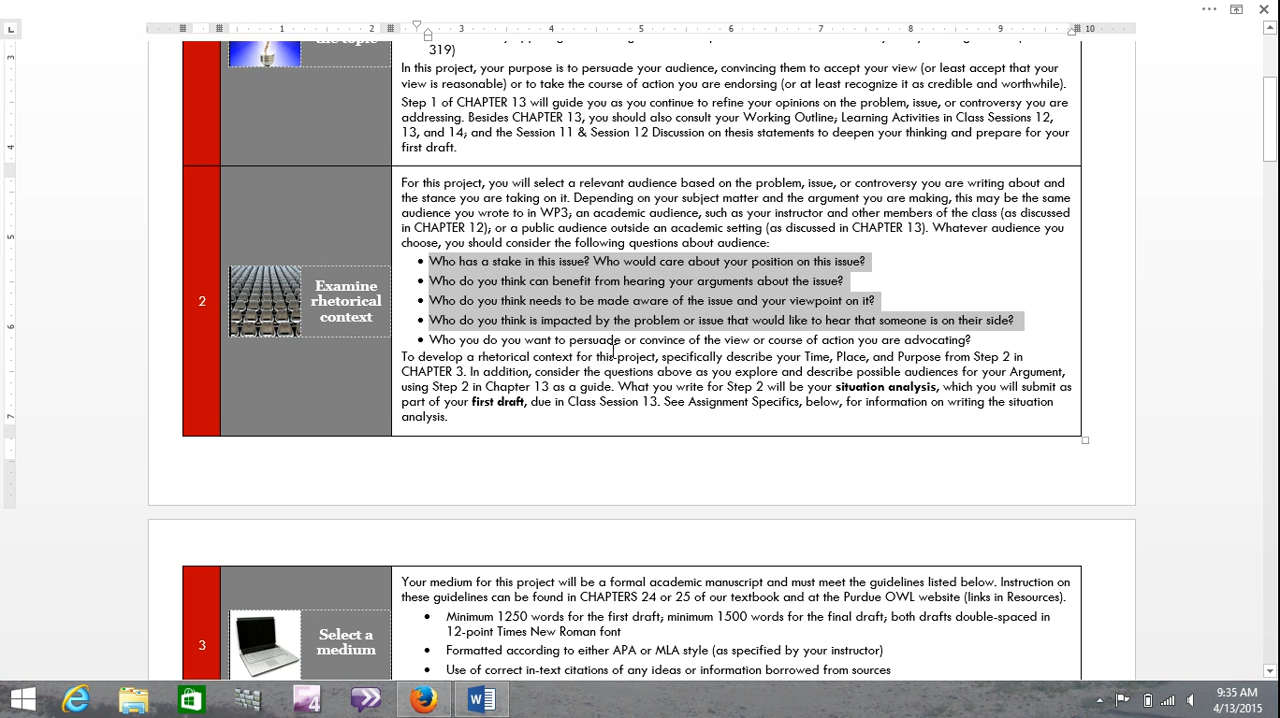 1 2 3 4 5 6 7 8 9 10
the topic
319)
In this project, your purpose is to persuade your audience, convincing them to accept your view (or at least accept that your
view is reasonable) or to take the course of action you are endorsing (or at least recognize it as credible and worthwhile).
Step 1 of CHAPTER 13 will guide you as you continue to refine your opinions on the problem, issue, or controversy you are
addressing. Besides CHAPTER 13, you should also consult your Working Outline; Learning Activities in Class Sessions 12,
13, and 14; and the Session 11 & Session 12 Discussion on thesis statements to deepen your thinking and prepare for your
first draft.
2
Examine
rhetorical
context
For this project, you will select a relevant audience based on the problem, issue, or controversy you are writing about and
the stance you are taking on it. Depending on your subject matter and the argument you are making, this may be the same
audience you wrote to in WP3; an academic audience, such as your instructor and other members of the class (as discussed
in CHAPTER 12); or a public audience outside an academic setting (as discussed in CHAPTER 13). Whatever audience you
choose, you should consider the following questions about audience:
• Who has a stake in this issue? Who would care about your position on this issue?
• Who do you think can benefit from hearing your arguments about the issue?
• Who do you think needs to be made aware of the issue and your viewpoint on it?
• Who do you think is impacted by the problem or issue that would like to hear that someone is on their side?
• Who you do you want to persuade or convince of the view or course of action you are advocating?
To develop a rhetorical context for this project, specifically describe your Time, Place, and Purpose from Step 2 in
CHAPTER 3. In addition, consider the questions above as you explore and describe possible audiences for your Argument,
using Step 2 in Chapter 13 as a guide. What you write for Step 2 will be your situation analysis, which you will submit as
part of your first draft, due in Class Session 13. See Assignment Specifics, below, for information on writing the situation
analysis.
3
Select a
medium
Your medium for this project will be a formal academic manuscript and must meet the guidelines listed below. Instruction on
these guidelines can be found in CHAPTERS 24 or 25 of our textbook and at the Purdue OWL website (links in Resources).
• Minimum 1250 words for the first draft; minimum 1500 words for the final draft; both drafts double-spaced in
12-point Times New Roman font
• Formatted according to either APA or MLA style (as specified by your instructor)
• Use of correct in-text citations of any ideas or information borrowed from sources
9:35 AM
4/13/2015